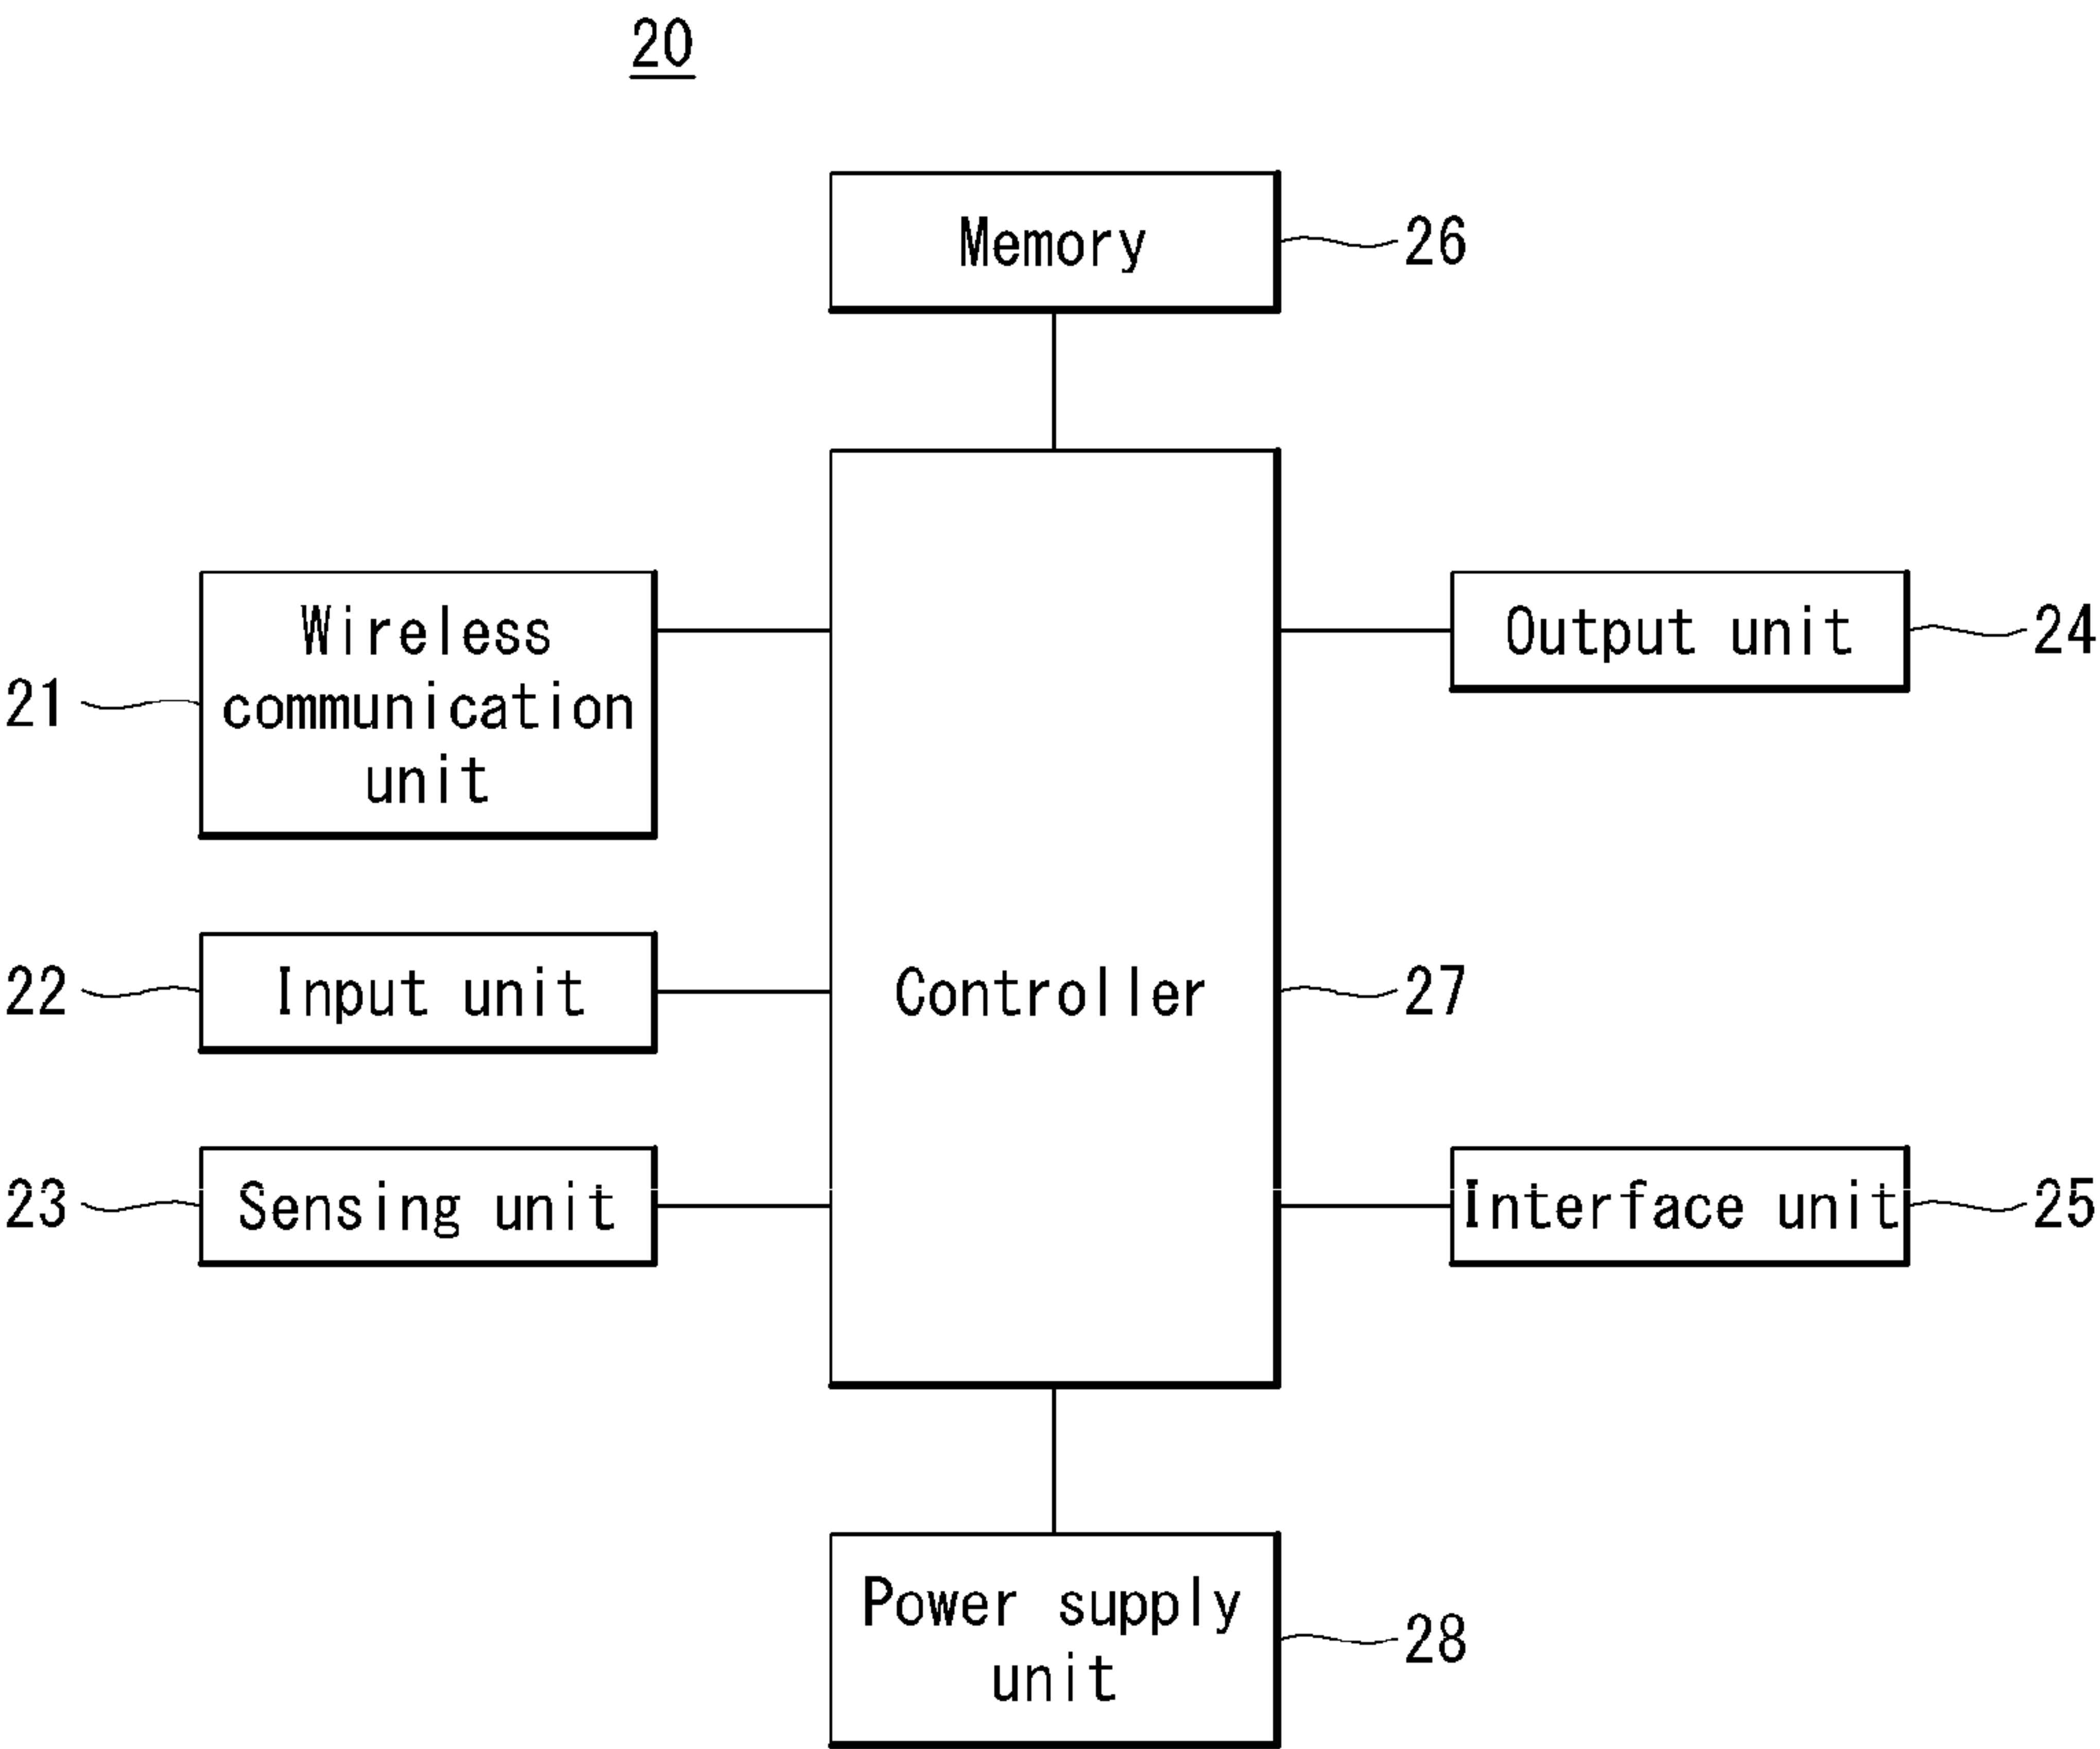 20
Memory
26
Wireless
communication
unit
21
Output unit
24
22
Input unit
Controller
27
23
Sensing unit
Interface unit
25
Power supply
unit
28